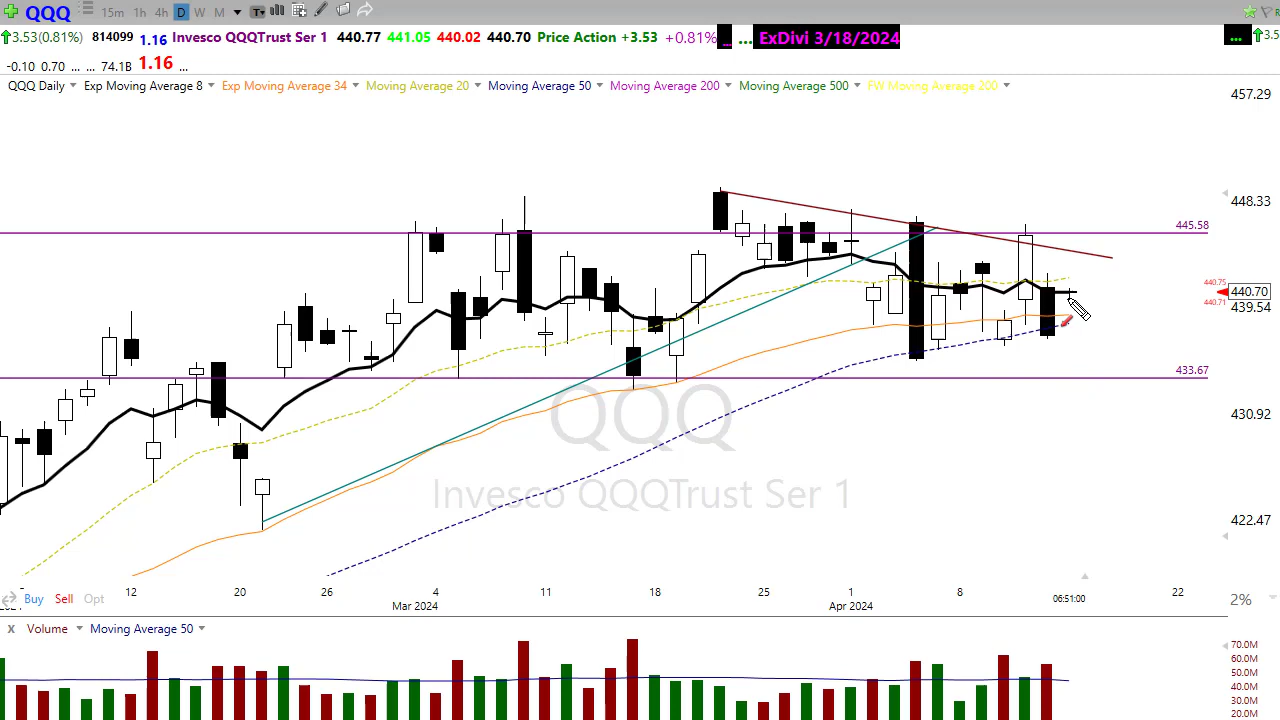 QQQ 15m 1h 4h D W M T
3.53(0.81%) 814099 1.16 Invesco QQQTrust Ser 1 440.77 441.05 440.02 440.70 Price Action +3.53 +0.81% ... ExDivi 3/18/2024 ... 3.5
-0.10 0.70 ... ... 74.1B 1.16 ...
QQQ Daily Exp Moving Average 8 Exp Moving Average 34 Moving Average 20 Moving Average 50 Moving Average 200 Moving Average 500 FW Moving Average 200
457.29
448.33
445.58
440.75
440.70
440.71
439.54
433.67
430.92
QQQ
Invesco QQQTrust Ser 1
422.47
12 20 26 4 11 18 25 1 8 22
Buy Sell Opt
Mar 2024 Apr 2024 06:51:00 2%
X Volume Moving Average 50
70.0M
60.0M
50.0M
40.0M
30.0M
20.0M